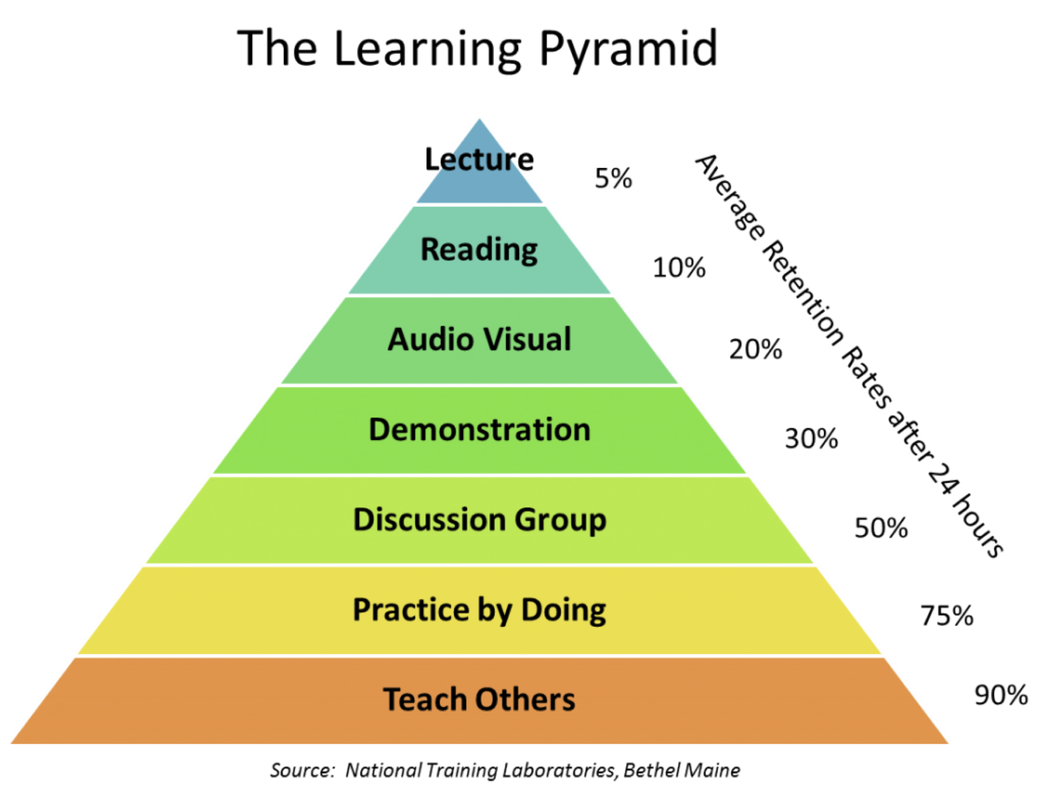 The Learning Pyramid
Lecture
5%
Reading
10%
Audio Visual
20%
Demonstration
30%
Discussion Group
50%
Practice by Doing
75%
Teach Others
90%
Average Retention Rates after 24 hours
Source: National Training Laboratories, Bethel Maine